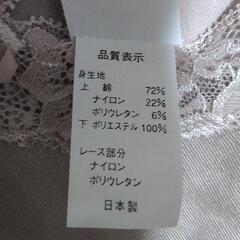 品質表示
身生地
上 綿 72%
ナイロン 22%
ポリウレタン 6%
下 ポリエステル 100%
レース部分
ナイロン
ポリウレタン
日本製